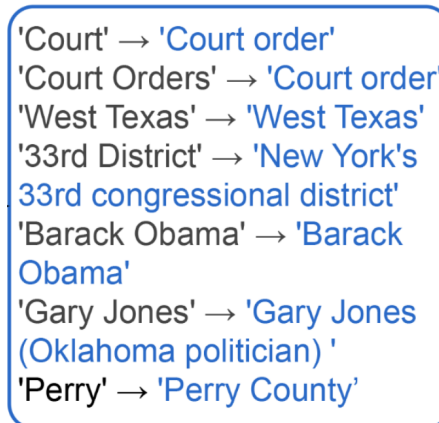 'Court' → 'Court order'
'Court Orders' → 'Court order'
'West Texas' → 'West Texas'
'33rd District' → 'New York's
33rd congressional district'
'Barack Obama' → 'Barack
Obama'
'Gary Jones' → 'Gary Jones
(Oklahoma politician) '
'Perry' → 'Perry County’